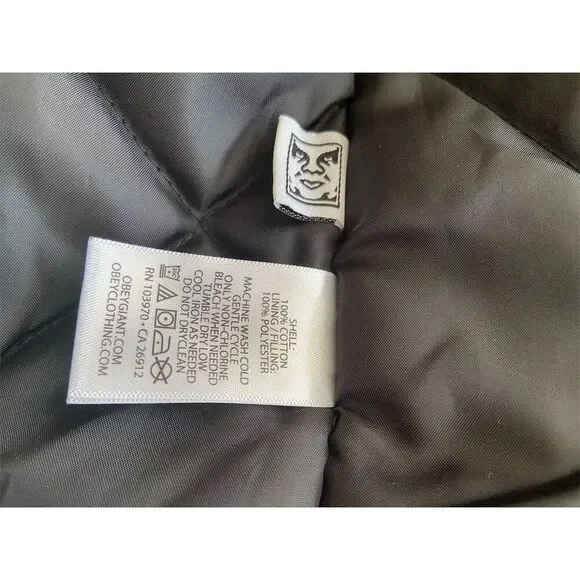 SHELL:
100% COTTON
LINING / FILLING:
100% POLYESTER
MACHINE WASH COLD
GENTLE CYCLE
ONLY NON-CHLORINE
BLEACH WHEN NEEDED
TUMBLE DRY LOW
COOL IRON AS NEEDED
DO NOT DRYCLEAN
RN 103970 • CA 26912
OBEYGIANT.COM
OBEYCLOTHING.COM